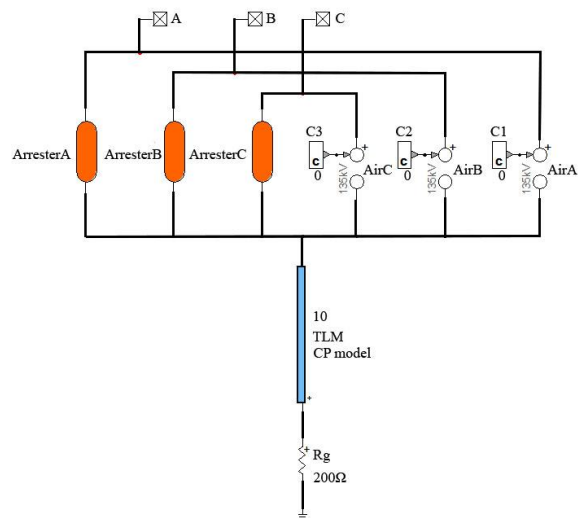 A
B
C
C3
C2
C1
+
+
+
ArresterA
ArresterB
ArresterC
c
c
c
0
0
0
135kV
135kV
135kV
AirC
AirB
AirA
10
TLM
CP model
+
+
Rg
200Ω